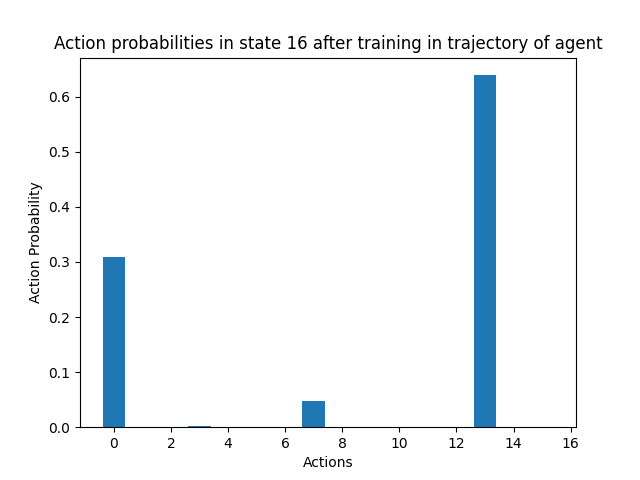 Action probabilities in state 16 after training in trajectory of agent
Action Probability
0.6
0.5
0.4
0.3
0.2
0.1
0.0
0 2 4 6 8 10 12 14 16
Actions